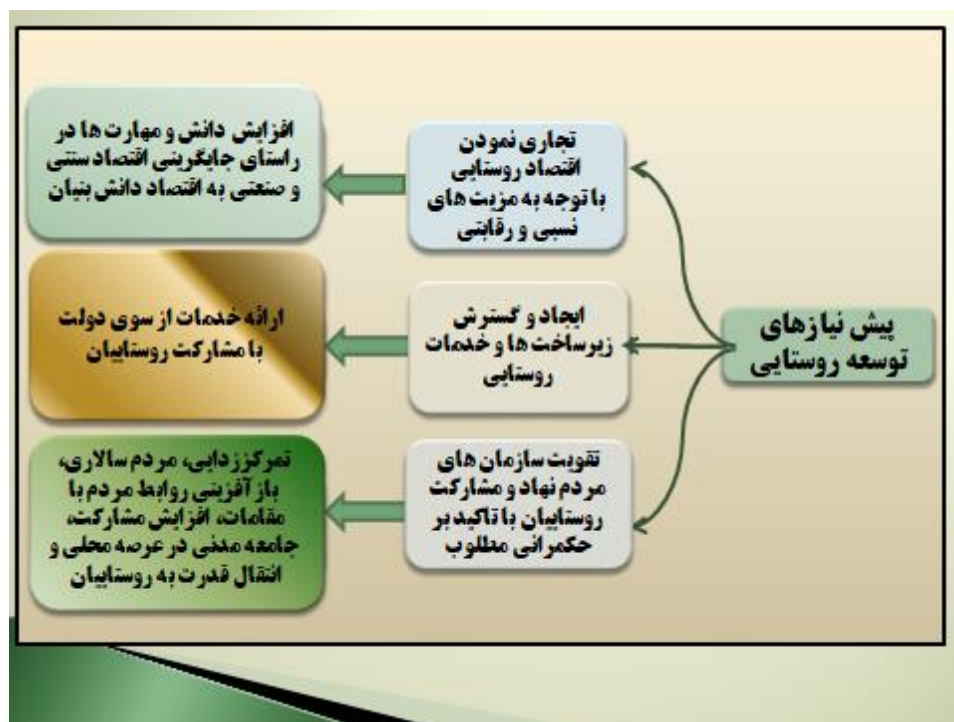 پیش نیازهای
توسعه روستایی
تجاری نمودن
اقتصاد روستایی
با توجه به مزیت های
نسبی و رقابتی
افزایش دانش و مهارت ها در
راستای جایگزینی اقتصاد سنتی
و صنعتی به اقتصاد دانش بنیان
ایجاد و گسترش
زیرساخت ها و خدمات
روستایی
ارائه خدمات از سوی دولت
با مشارکت روستاییان
تقویت سازمان های
مردم نهاد و مشارکت
روستاییان با تاکید بر
حکمرانی مطلوب
تمرکززدایی، مردم سالاری،
باز آفرینی روابط مردم با
مقامات، افزایش مشارکت،
جامعه مدنی در عرصه محلی و
انتقال قدرت به روستاییان